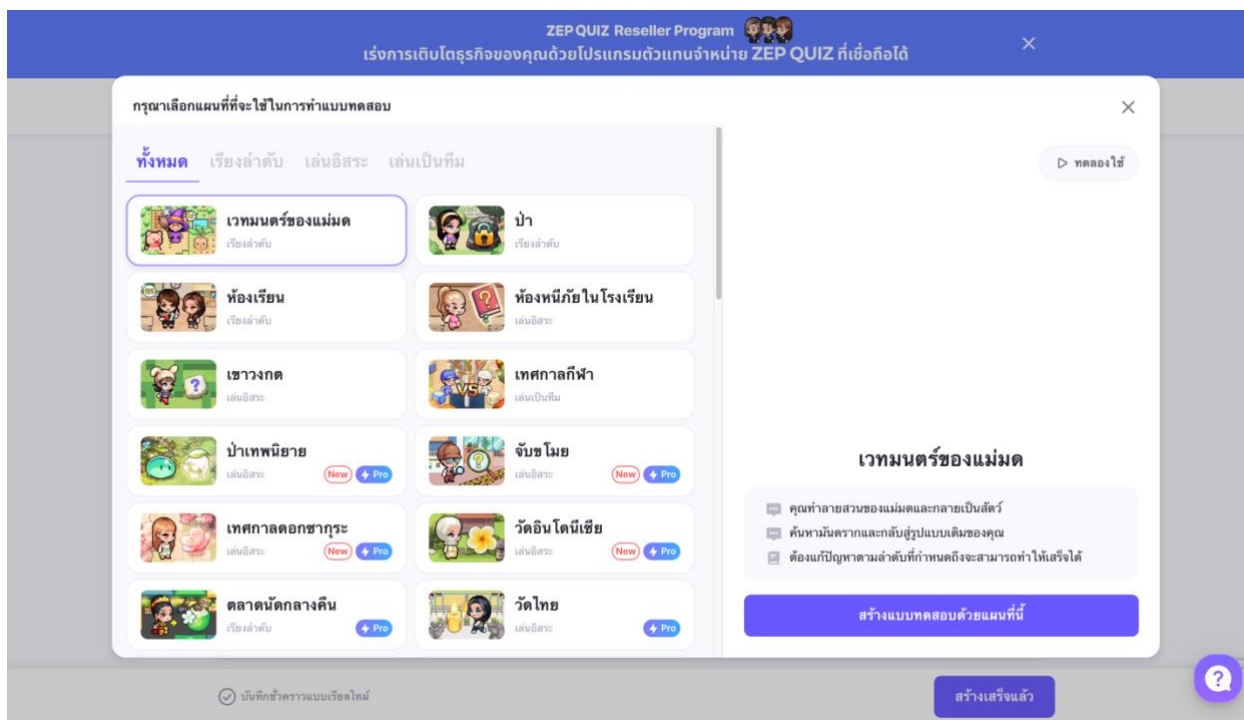 ZEP QUIZ Reseller Program
เร่งการเติบโตธุรกิจของคุณด้วยโปรแกรมตัวแทนจำหน่าย ZEP QUIZ ที่เชื่อถือได้
กรุณาเลือกแผนที่ที่จะใช้ในการทำแบบทดสอบ
ทั้งหมด เรียงลำดับ เล่นอิสระ เล่นเป็นทีม
ทดลองใช้
เวทมนตร์ของแม่มด
เรียงลำดับ
ป่า
เรียงลำดับ
ห้องเรียน
เรียงลำดับ
ห้องหนีภัยในโรงเรียน
เล่นอิสระ
เขาวงกต
เล่นอิสระ
เทศกาลกีฬา
เล่นเป็นทีม
VS
ป่าเทพนิยาย
เล่นอิสระ New Pro
จับขโมย
เล่นอิสระ New Pro
เทศกาลดอกซากุระ
เล่นอิสระ New Pro
วัดอินโดนีเซีย
เล่นอิสระ New Pro
ตลาดนัดกลางคืน
เรียงลำดับ Pro
วัดไทย
เล่นอิสระ Pro
เวทมนตร์ของแม่มด
คุณทำลายสวนของแม่มดและกลายเป็นสัตว์
ค้นหามันดรากและกลับสู่รูปแบบเดิมของคุณ
ต้องแก้ปัญหาตามลำดับที่กำหนดถึงจะสามารถทำให้เสร็จได้
สร้างแบบทดสอบด้วยแผนที่นี้
บันทึกชั่วคราวแบบเรียลไทม์
สร้างเสร็จแล้ว